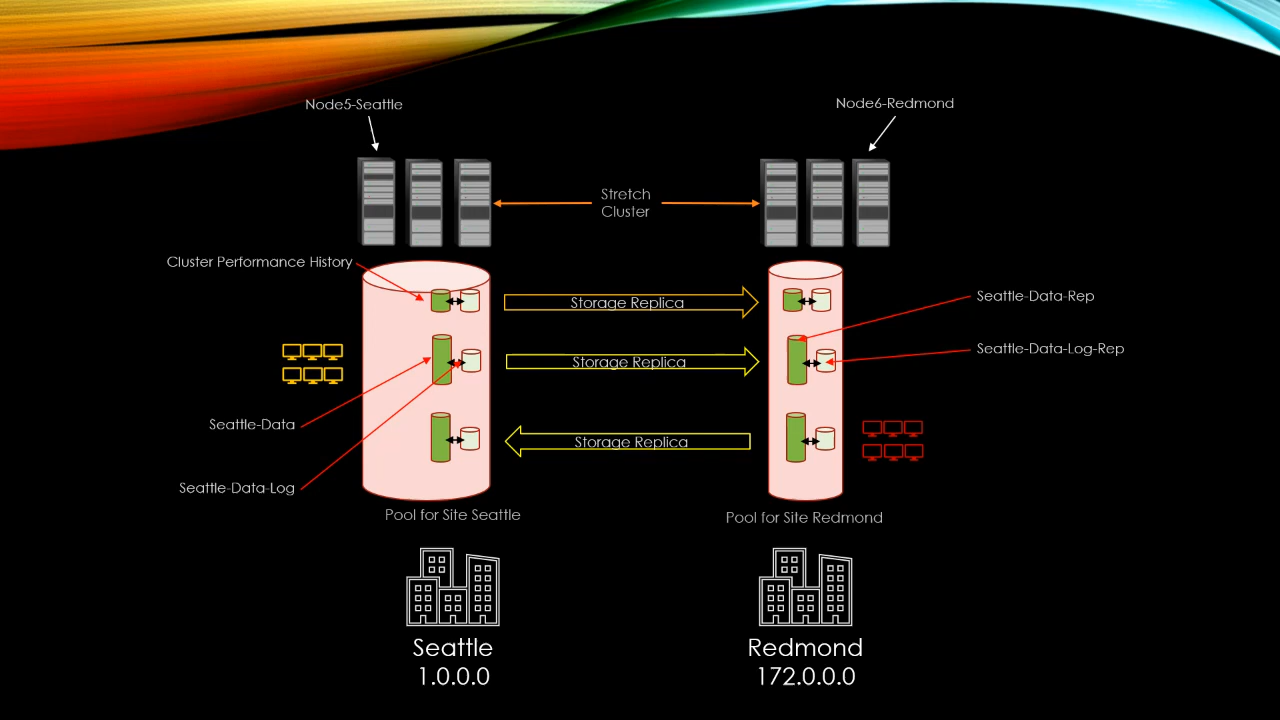 Node5-Seattle
Node6-Redmond
Stretch
Cluster
Cluster Performance History
Storage Replica
Seattle-Data-Rep
Seattle-Data-Log-Rep
Storage Replica
Seattle-Data
Storage Replica
Seattle-Data-Log
Pool for Site Seattle
Pool for Site Redmond
Seattle
1.0.0.0
Redmond
172.0.0.0